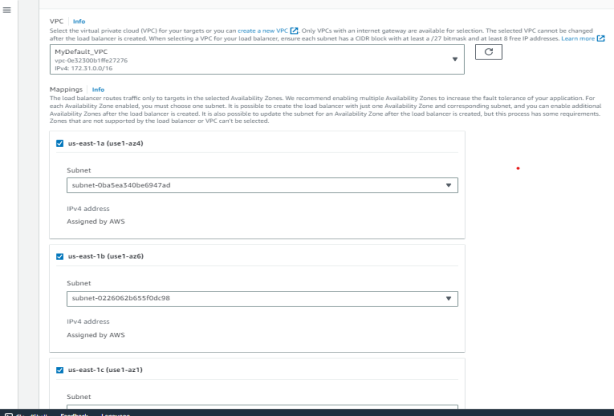 VPC Info
Select the virtual private cloud (VPC) for your targets or you can create a new VPC. Only VPCs with an internet gateway are available for selection. The selected VPC cannot be changed
after the load balancer is created. When selecting a VPC for your load balancer, ensure each subnet has a CIDR block with at least a /27 bitmask and at least 8 free IP addresses. Learn more
MyDefault_VPC
vpc-0e32300b1ffe27276
IPv4: 172.31.0.0/16
Mappings Info
The load balancer routes traffic only to targets in the selected Availability Zones. We recommend enabling multiple Availability Zones to increase the fault tolerance of your application. For
each Availability Zone enabled, you must choose one subnet. It is possible to create the load balancer with just one Availability Zone and corresponding subnet, and you can enable additional
Availability Zones after the load balancer is created. It is also possible to update the subnet for an Availability Zone after the load balancer is created, but this process has some requirements.
Zones that are not supported by the load balancer or VPC can't be selected.
us-east-1a (use1-az4)
Subnet
subnet-0ba5ea340be6947ad
IPv4 address
Assigned by AWS
us-east-1b (use1-az6)
Subnet
subnet-0226062b655f0dc98
IPv4 address
Assigned by AWS
us-east-1c (use1-az1)
Subnet
Feedback Language